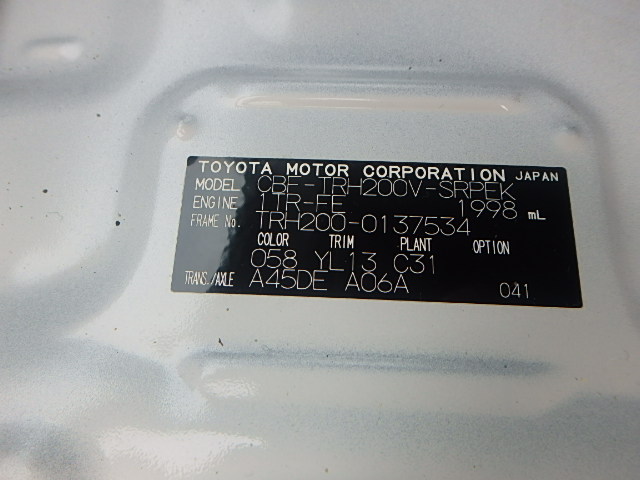 TOYOTA MOTOR CORPORATION JAPAN
MODEL CBF-TRH200V-SRPEK
ENGINE 1TR-FE 1998 mL
FRAME No. TRH200-0137534
COLOR TRIM PLANT OPTION
058 YL13 C31
TRANS./AXLE A45DE A06A 041